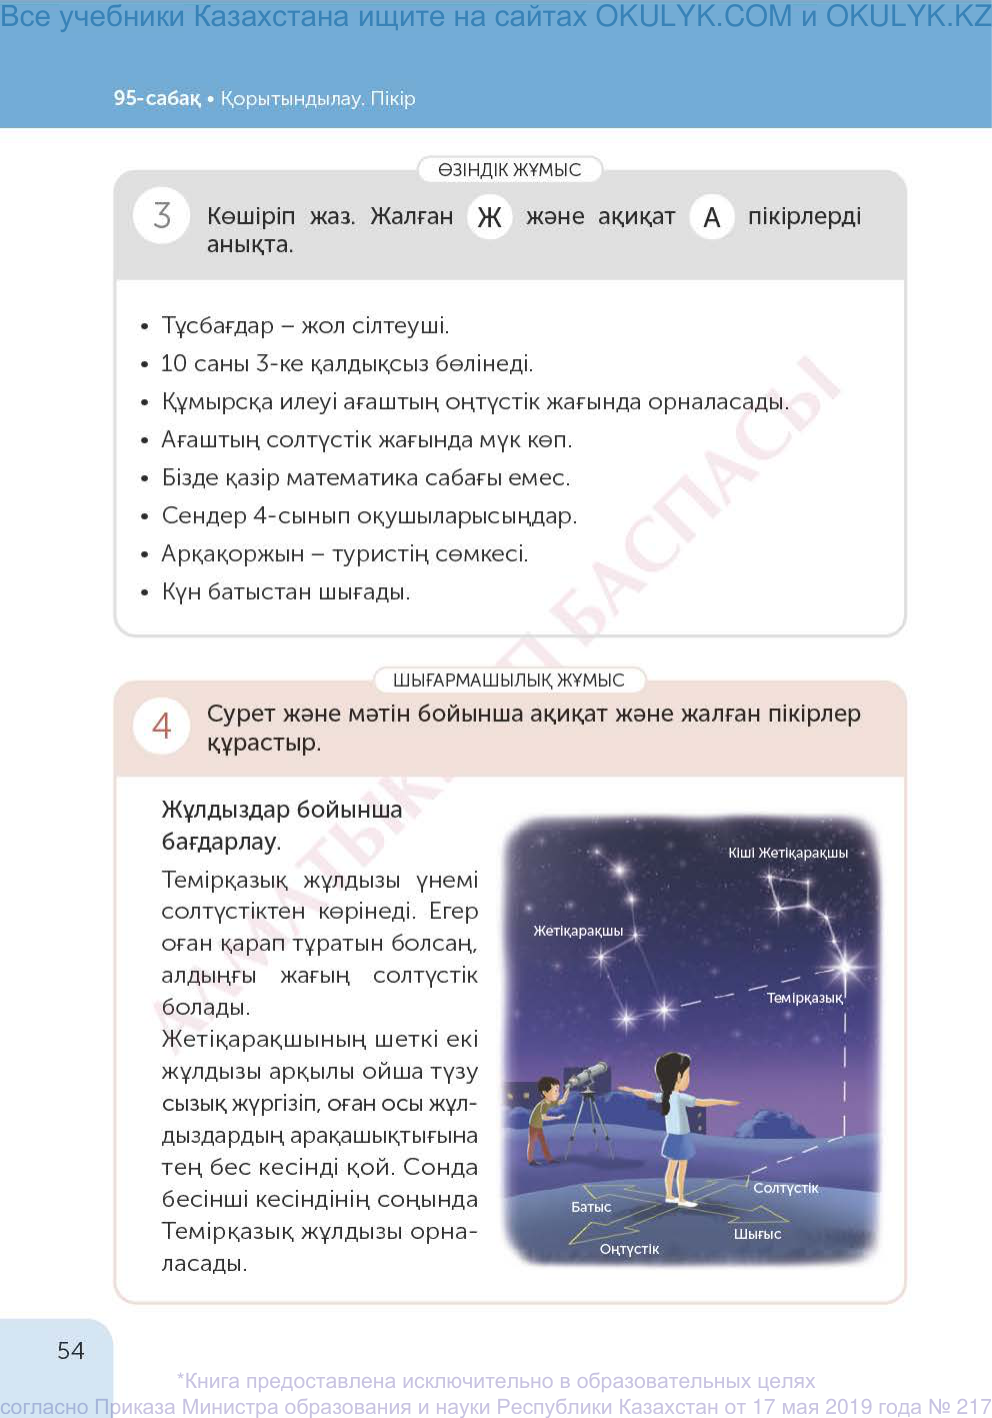 Все учебники Казахстана ищите на сайтах OKULYK.COM и OKULYK.KZ
95-сабақ • Қорытындылау. Пікір
ӨЗІНДІК ЖҰМЫС
3 Көшіріп жаз. Жалған Ж және ақиқат А пікірлерді
анықта.
• Тұсбағдар – жол сілтеуші.
• 10 саны 3-ке қалдықсыз бөлінеді.
• Құмырсқа илеуі ағаштың оңтүстік жағында орналасады.
• Ағаштың солтүстік жағында мүк көп.
• Бізде қазір математика сабағы емес.
• Сендер 4-сынып оқушыларысыңдар.
• Арқақоржын – туристің сөмкесі.
• Күн батыстан шығады.
ШЫҒАРМАШЫЛЫҚ ЖҰМЫС
4 Сурет және мәтін бойынша ақиқат және жалған пікірлер
құрастыр.
Жұлдыздар бойынша
бағдарлау.
Темірқазық жұлдызы үнемі
солтүстіктен көрінеді. Егер
оған қарап тұратын болсаң,
алдыңғы жағың солтүстік
болады.
Жетіқарақшының шеткі екі
жұлдызы арқылы ойша түзу
сызық жүргізіп, оған осы жұл-
дыздардың арақашықтығына
тең бес кесінді қой. Сонда
бесінші кесіндінің соңында
Темірқазық жұлдызы орна-
ласады.
Кіші Жетіқарақшы
Жетіқарақшы
Темірқазық
Солтүстік
Батыс
Шығыс
Оңтүстік
АЛМАТЫКІТАП БАСПАСЫ
54
*Книга предоставлена исключительно в образовательных целях
согласно Приказа Министра образования и науки Республики Казахстан от 17 мая 2019 года № 217